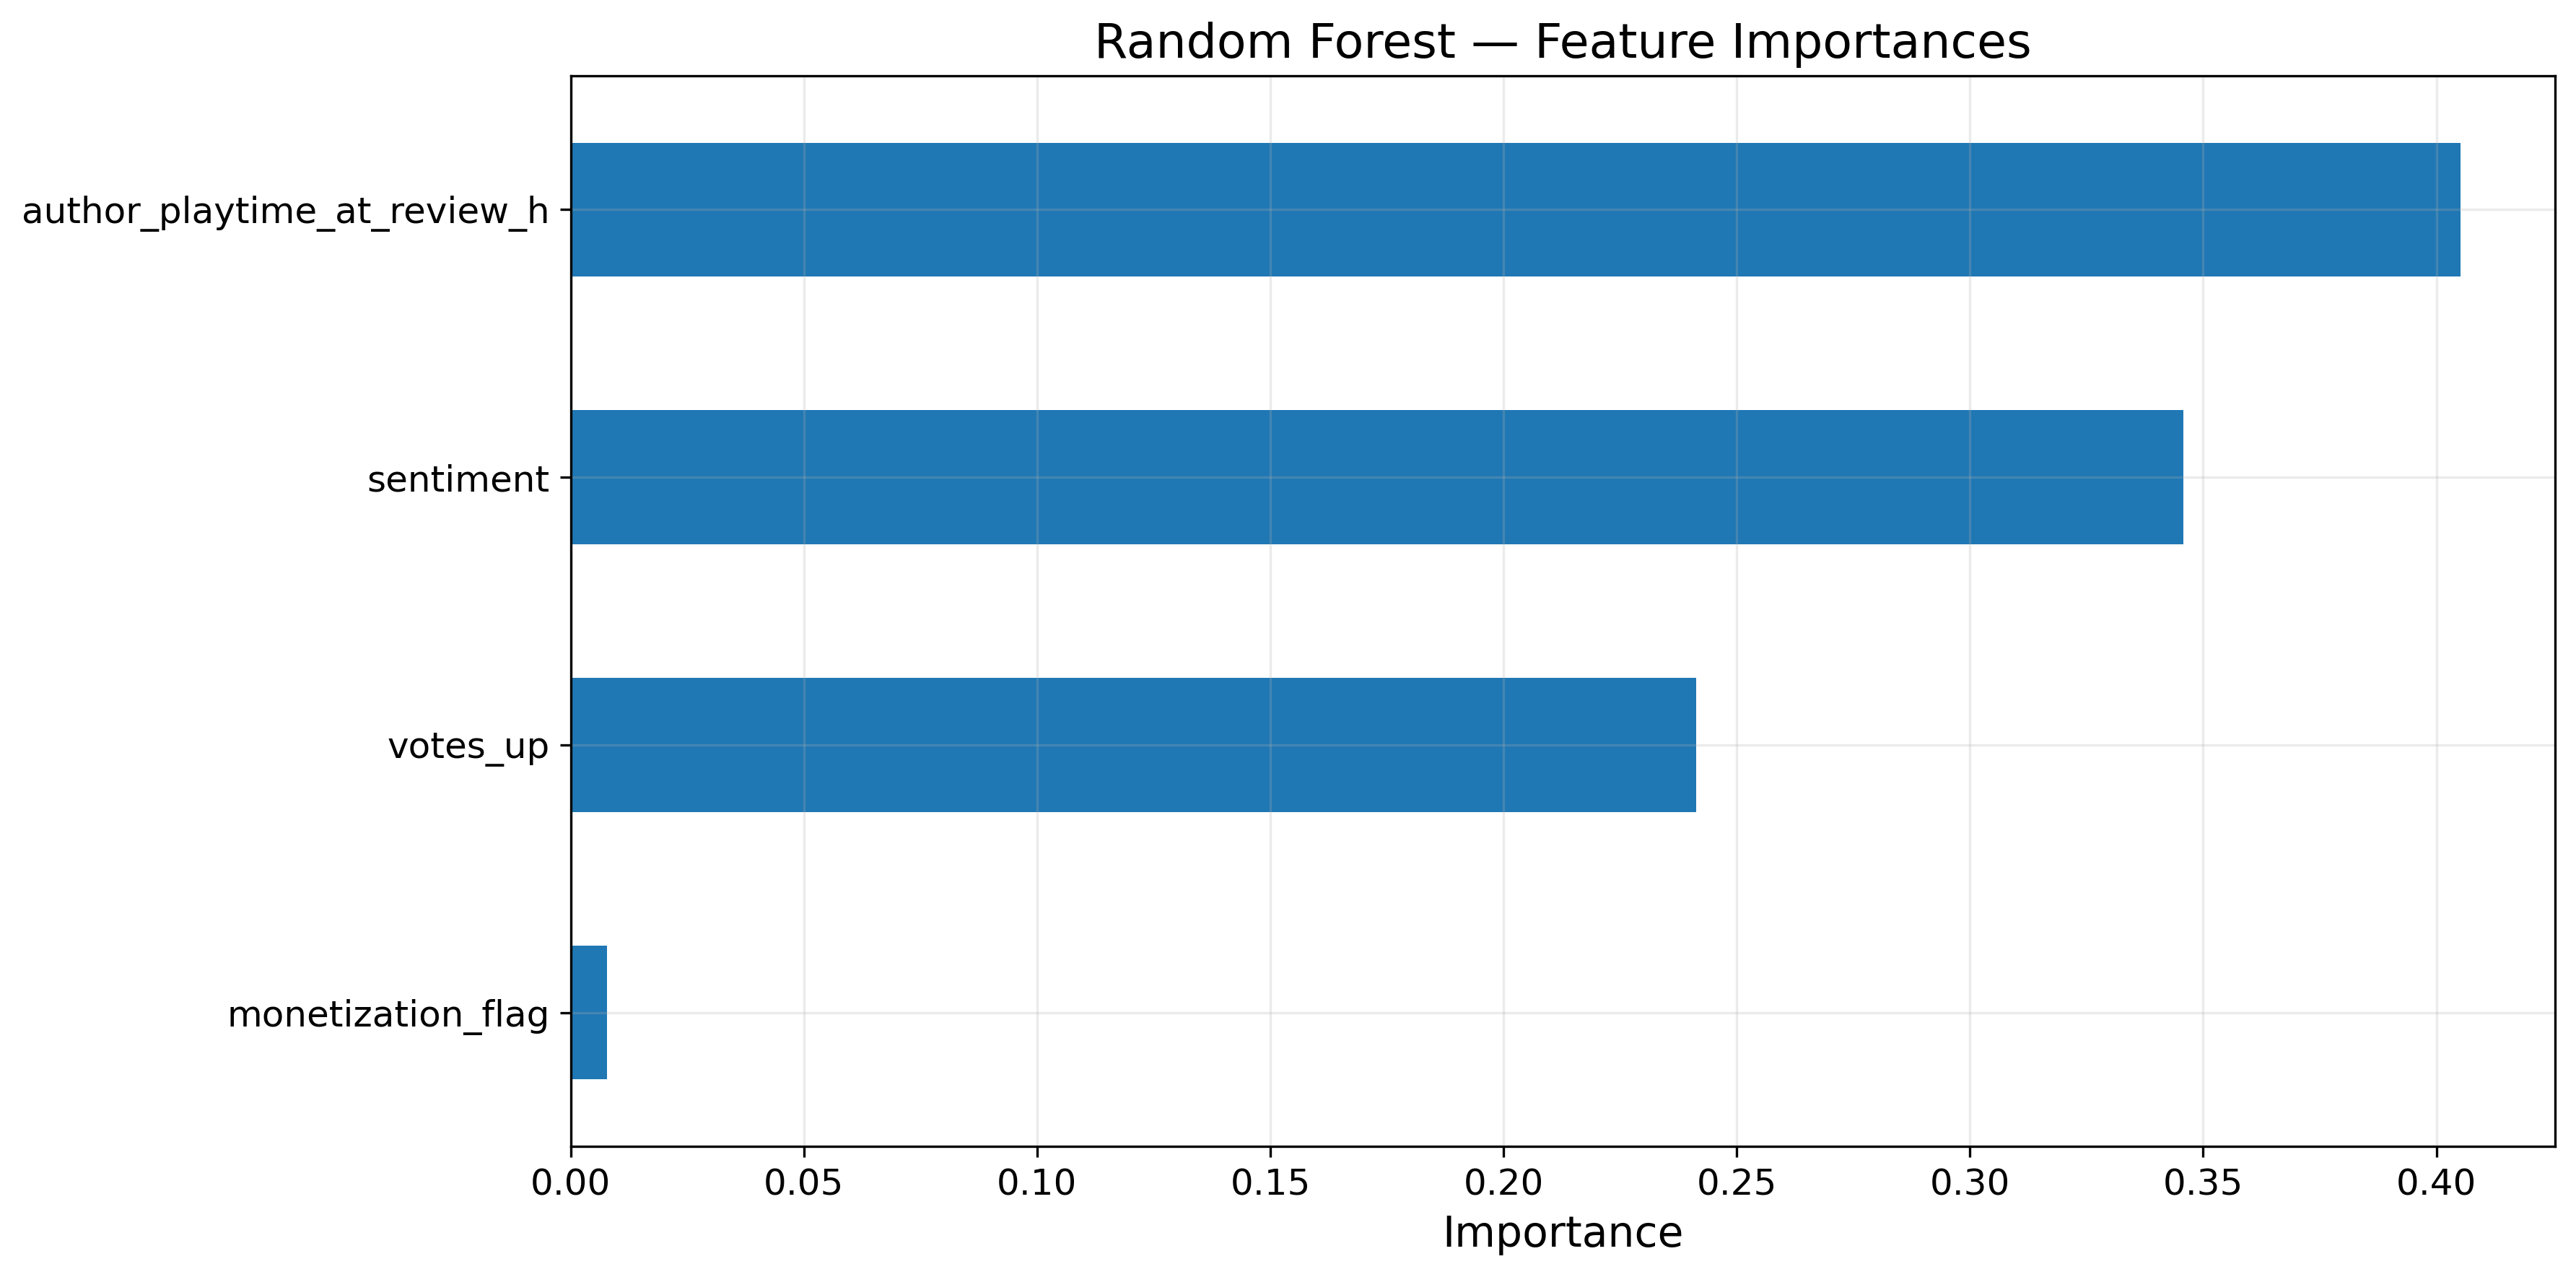 Random Forest — Feature Importances
author_playtime_at_review_h
sentiment
votes_up
monetization_flag
0.00 0.05 0.10 0.15 0.20 0.25 0.30 0.35 0.40
Importance